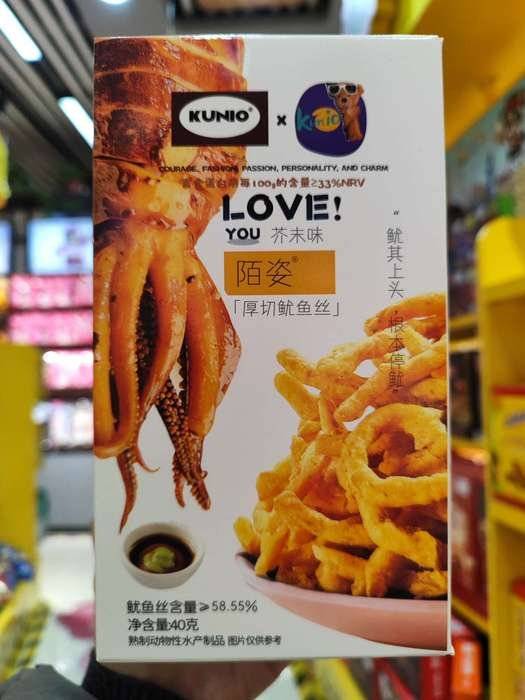 KUNIO®
×
kunio
COURAGE, FASHION, PASSION, PERSONALITY, AND CHARM
富含蛋白质每100g的含量≥33%NRV
LOVE!
YOU 芥末味
陌姿®
「厚切鱿鱼丝」
“鱿其上头 根本停鱿”
鱿鱼丝含量≥58.55%
净含量40克
熟制动物性水产制品 图片仅供参考